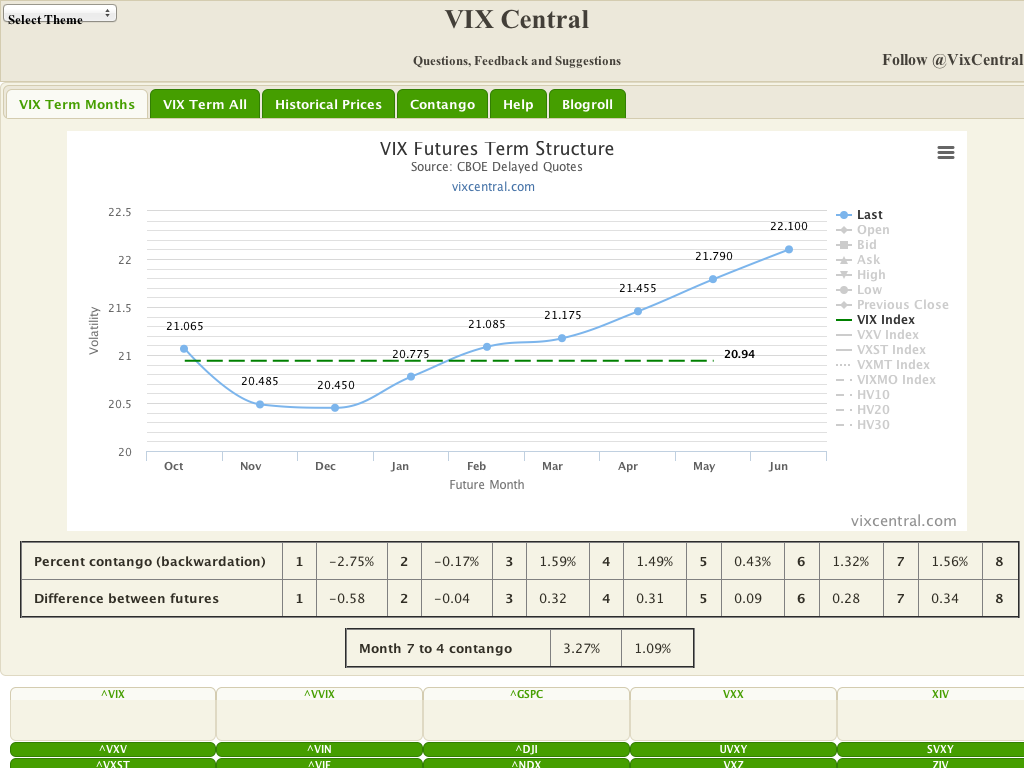 Select Theme
VIX Central
Questions, Feedback and Suggestions
Follow @VixCentral
VIX Term Months VIX Term All Historical Prices Contango Help Blogroll
VIX Futures Term Structure
Source: CBOE Delayed Quotes
vixcentral.com
Volatility
22.5
22
21.5
21
20.5
20
21.065
20.485
20.450
20.775
21.085
21.175
21.455
21.790
22.100
20.94
Oct Nov Dec Jan Feb Mar Apr May Jun
Future Month
Last
Open
Bid
Ask
High
Low
Previous Close
VIX Index
VXV Index
VXST Index
VXMT Index
VIXMO Index
HV10
HV20
HV30
vixcentral.com
Percent contango (backwardation) 1 -2.75% 2 -0.17% 3 1.59% 4 1.49% 5 0.43% 6 1.32% 7 1.56% 8
Difference between futures 1 -0.58 2 -0.04 3 0.32 4 0.31 5 0.09 6 0.28 7 0.34 8
Month 7 to 4 contango 3.27% 1.09%
^VIX ^VVIX ^GSPC VXX XIV
^VXV ^VIN ^DJI UVXY SVXY
^VXST ^VIF ^NDX VXZ ZIV